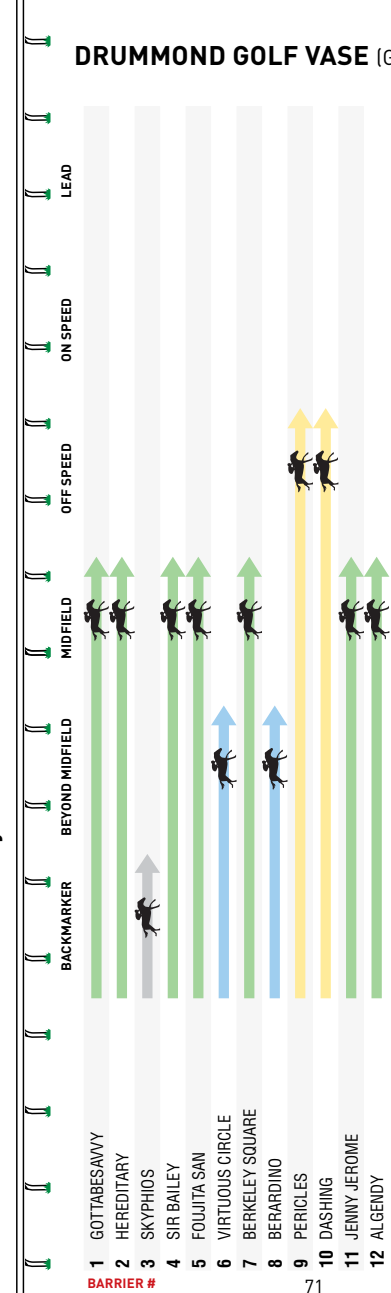 DRUMMOND GOLF VASE (G
LEAD
ON SPEED
OFF SPEED
MIDFIELD
BEYOND MIDFIELD
BACKMARKER
1 GOTTABESAVVY
2 HEREDITARY
3 SKYPHIOS
4 SIR BAILEY
5 FOUJITA SAN
6 VIRTUOUS CIRCLE
7 BERKELEY SQUARE
8 BERARDINO
9 PERICLES
10 DASHING
11 JENNY JEROME
12 ALGENDY
BARRIER #
71